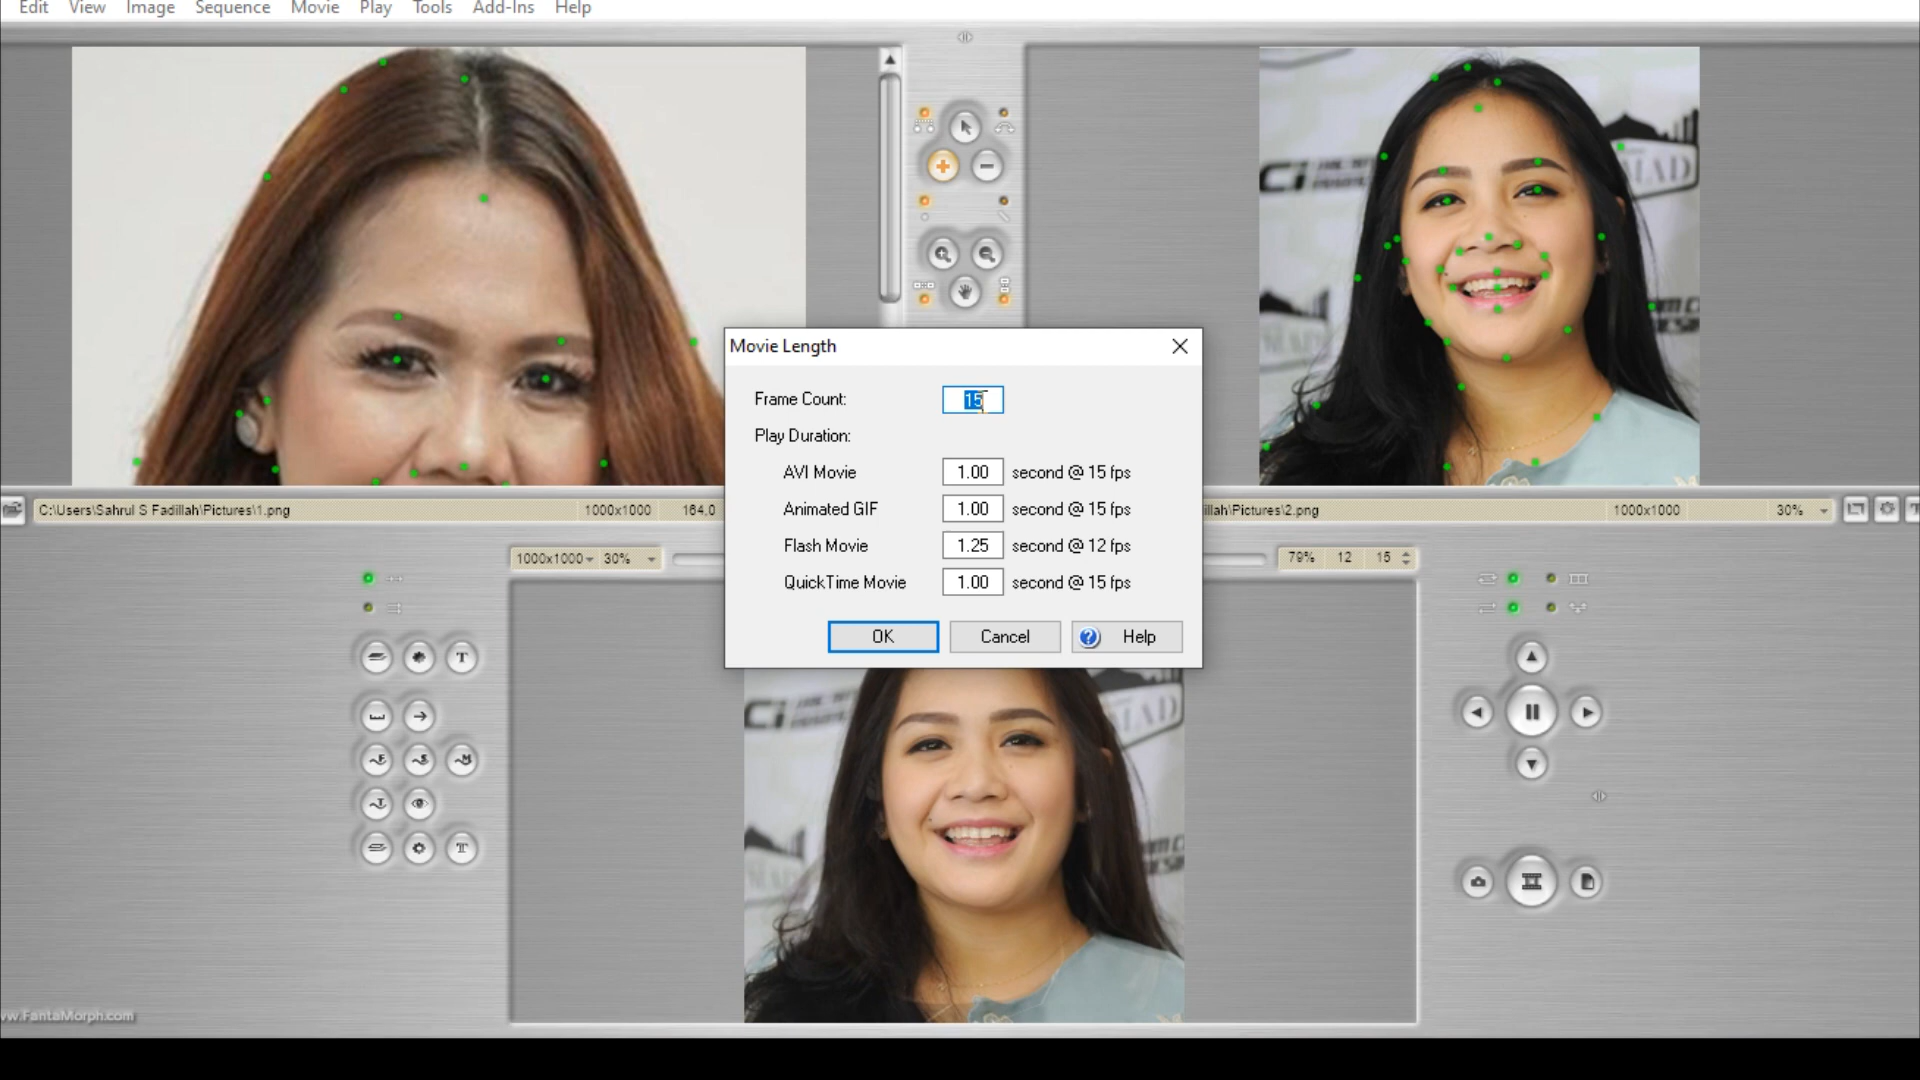 Edit View Image Sequence Movie Play Tools Add-Ins Help
Movie Length
Frame Count: 15
Play Duration:
AVI Movie 1.00 second @ 15 fps
Animated GIF 1.00 second @ 15 fps
Flash Movie 1.25 second @ 12 fps
QuickTime Movie 1.00 second @ 15 fps
OK Cancel Help
C:\Users\Sahrul S Fadillah\Pictures\1.png 1000x1000 164.0
illah\Pictures\2.png 1000x1000 30%
1000x1000 30%
79% 12 15
ww.FantaMorph.com